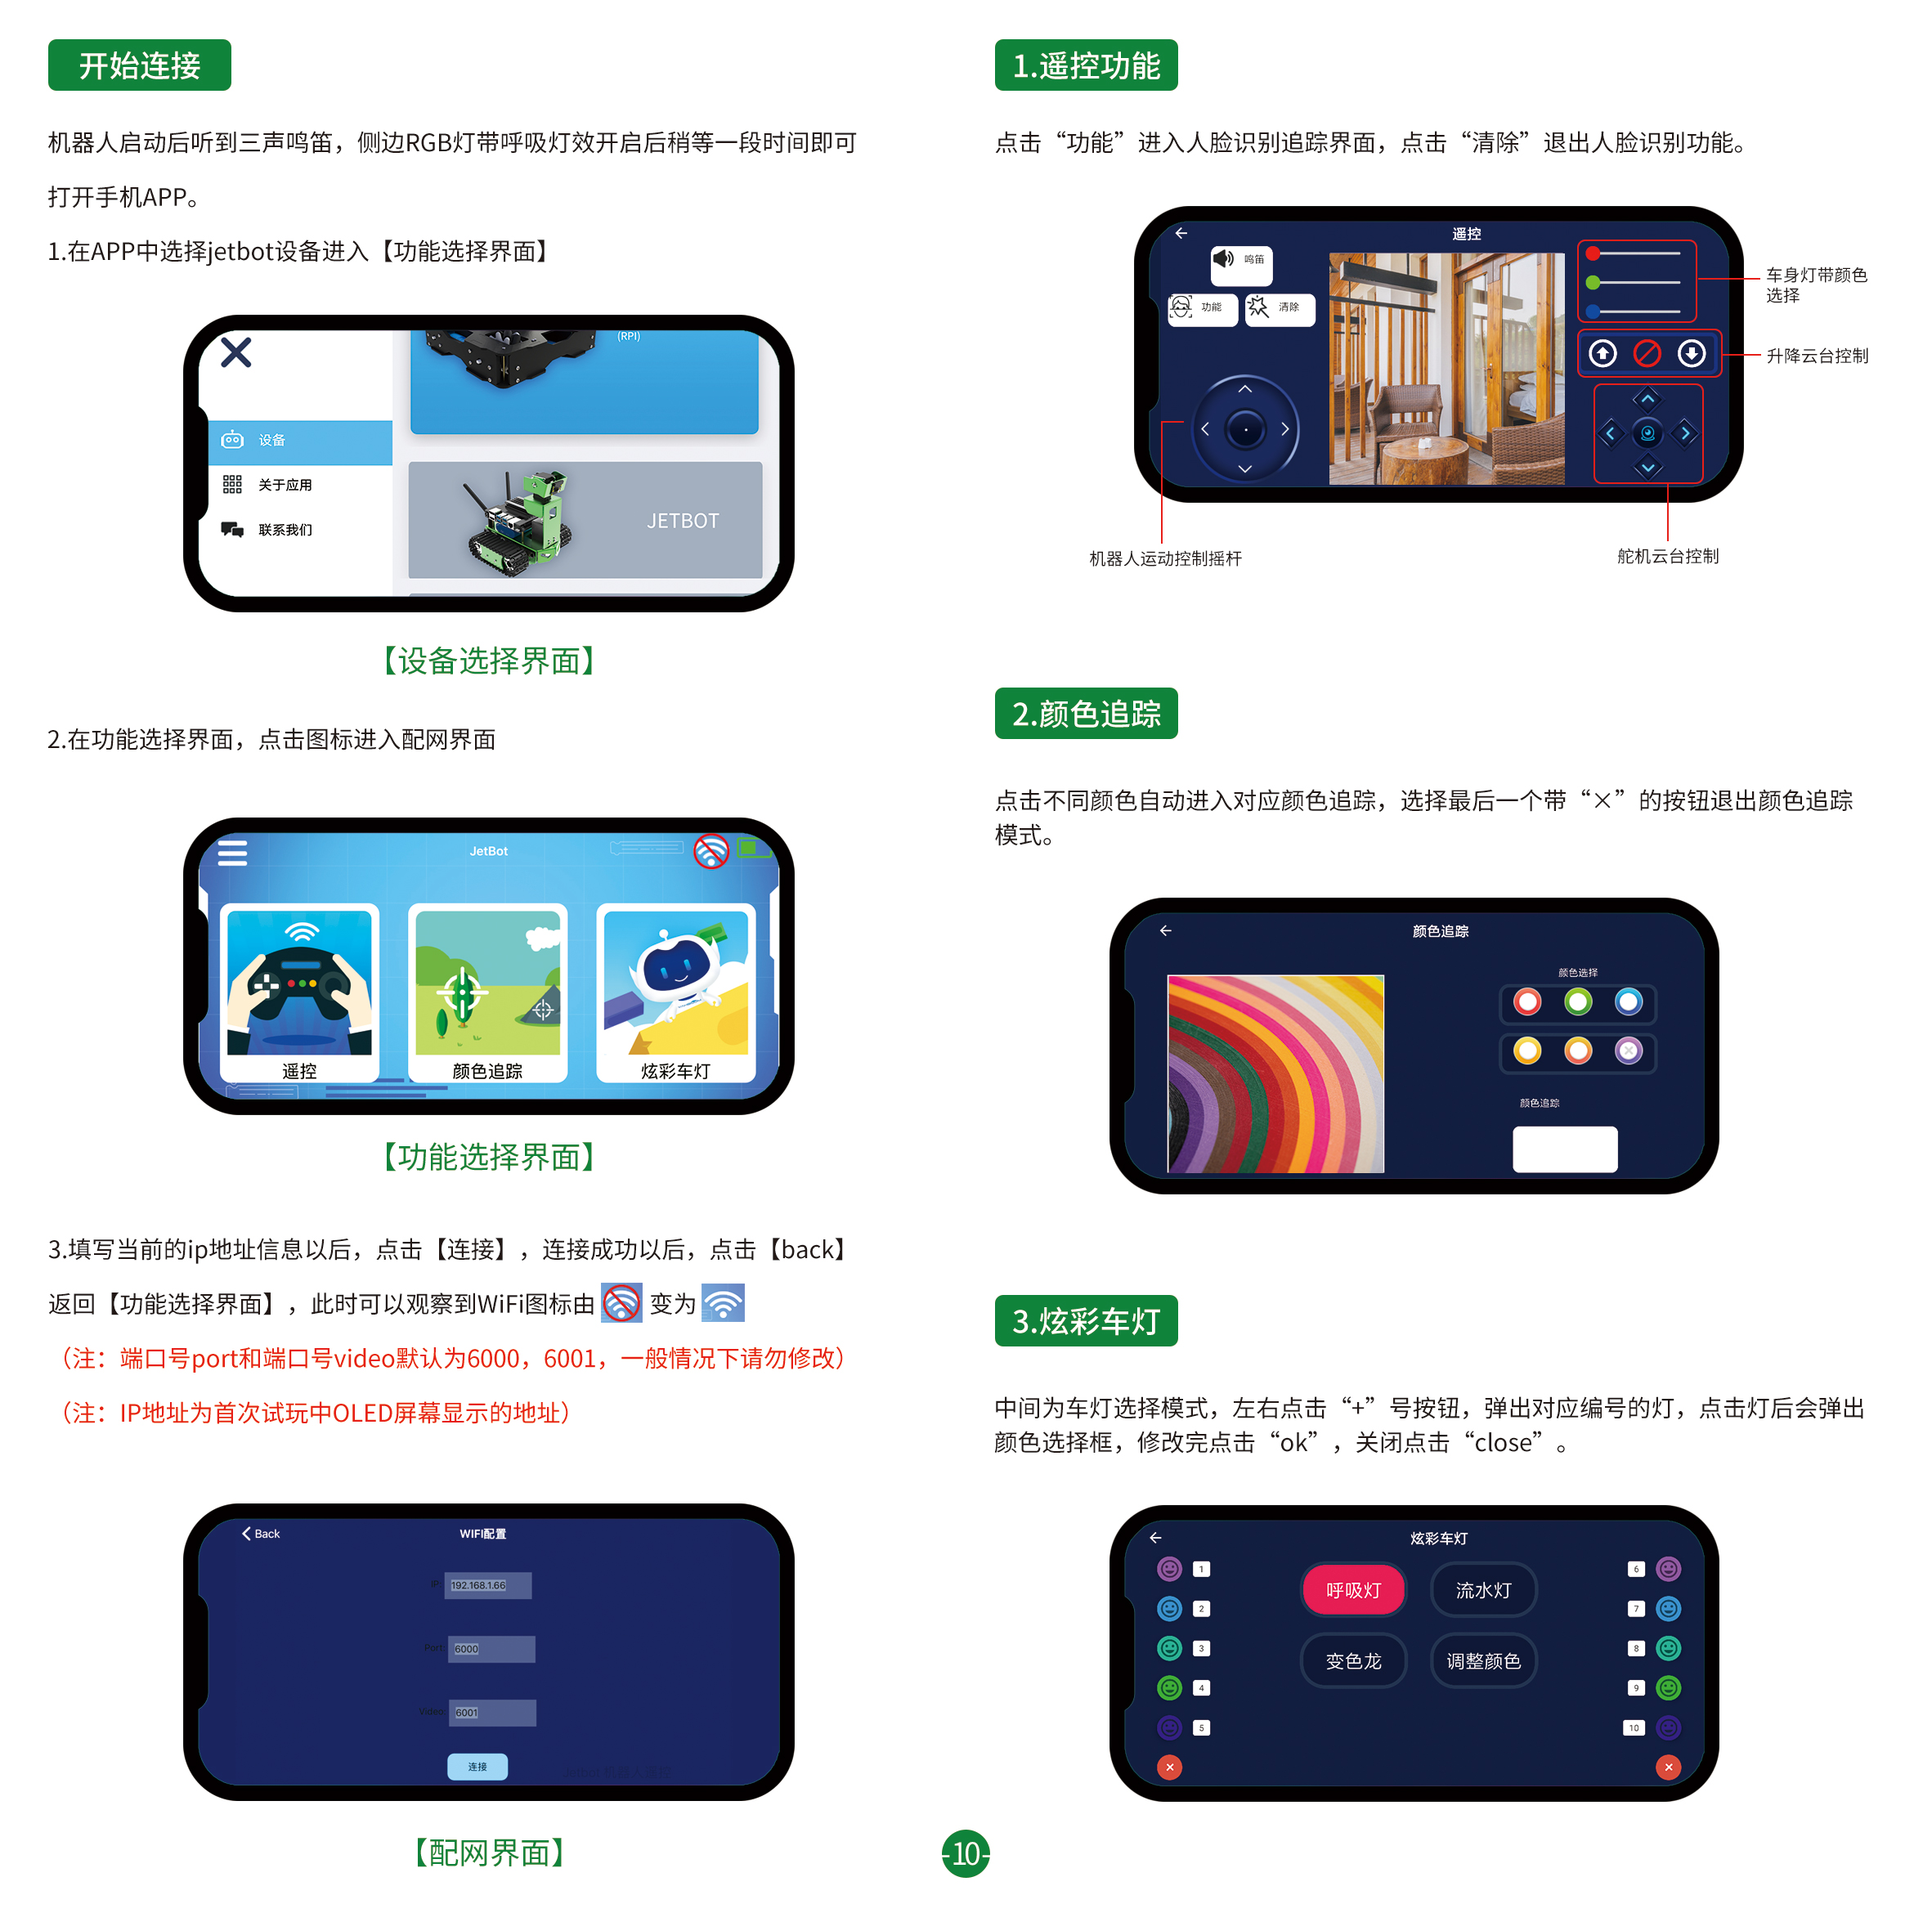 开始连接
机器人启动后听到三声鸣笛，侧边RGB灯带呼吸灯效开启后稍等一段时间即可
打开手机APP。
1.在APP中选择jetbot设备进入【功能选择界面】
(RPI)
设备
关于应用
联系我们
JETBOT
【设备选择界面】
2.在功能选择界面，点击图标进入配网界面
JetBot
遥控
颜色追踪
炫彩车灯
【功能选择界面】
3.填写当前的ip地址信息以后，点击【连接】，连接成功以后，点击【back】
返回【功能选择界面】，此时可以观察到WiFi图标由 变为
（注：端口号port和端口号video默认为6000，6001，一般情况下请勿修改）
（注：IP地址为首次试玩中OLED屏幕显示的地址）
Back
WIFI配置
IP:
192.168.1.66
Port:
6000
Video:
6001
连接
【配网界面】
1.遥控功能
点击“功能”进入人脸识别追踪界面，点击“清除”退出人脸识别功能。
遥控
鸣笛
功能
清除
车身灯带颜色
选择
升降云台控制
机器人运动控制摇杆
舵机云台控制
2.颜色追踪
点击不同颜色自动进入对应颜色追踪，选择最后一个带“×”的按钮退出颜色追踪
模式。
颜色追踪
颜色选择
颜色追踪
3.炫彩车灯
中间为车灯选择模式，左右点击“+”号按钮，弹出对应编号的灯，点击灯后会弹出
颜色选择框，修改完点击“ok”，关闭点击“close”。
炫彩车灯
1
2
3
4
5
呼吸灯
流水灯
变色龙
调整颜色
6
7
8
9
10
-10-